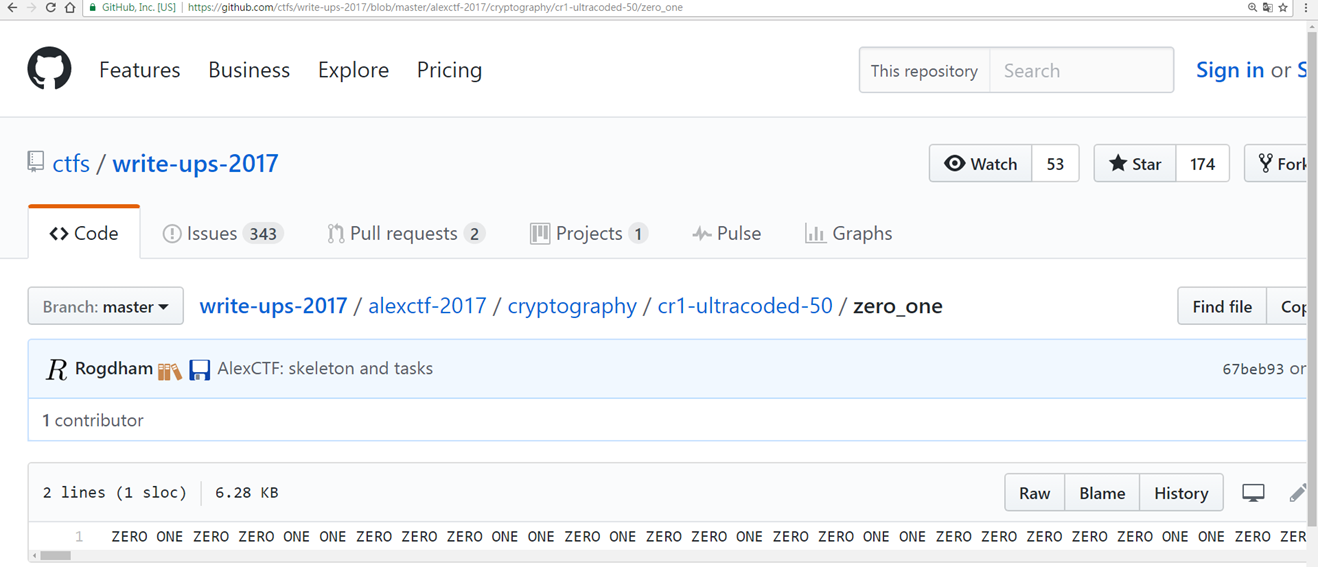 GitHub, Inc. [US] | https://github.com/ctfs/write-ups-2017/blob/master/alexctf-2017/cryptography/cr1-ultracoded-50/zero_one
Features Business Explore Pricing This repository Search Sign in or S
ctfs / write-ups-2017 Watch 53 Star 174 Fork
Code Issues 343 Pull requests 2 Projects 1 Pulse Graphs
Branch: master write-ups-2017 / alexctf-2017 / cryptography / cr1-ultracoded-50 / zero_one Find file Cop
R Rogdham AlexCTF: skeleton and tasks 67beb93 on
1 contributor
2 lines (1 sloc) 6.28 KB Raw Blame History
1 ZERO ONE ZERO ZERO ONE ONE ZERO ZERO ZERO ONE ONE ZERO ONE ZERO ZERO ONE ZERO ZERO ONE ONE ZERO ZERO ZERO ZERO ZERO ONE ONE ZERO ZER